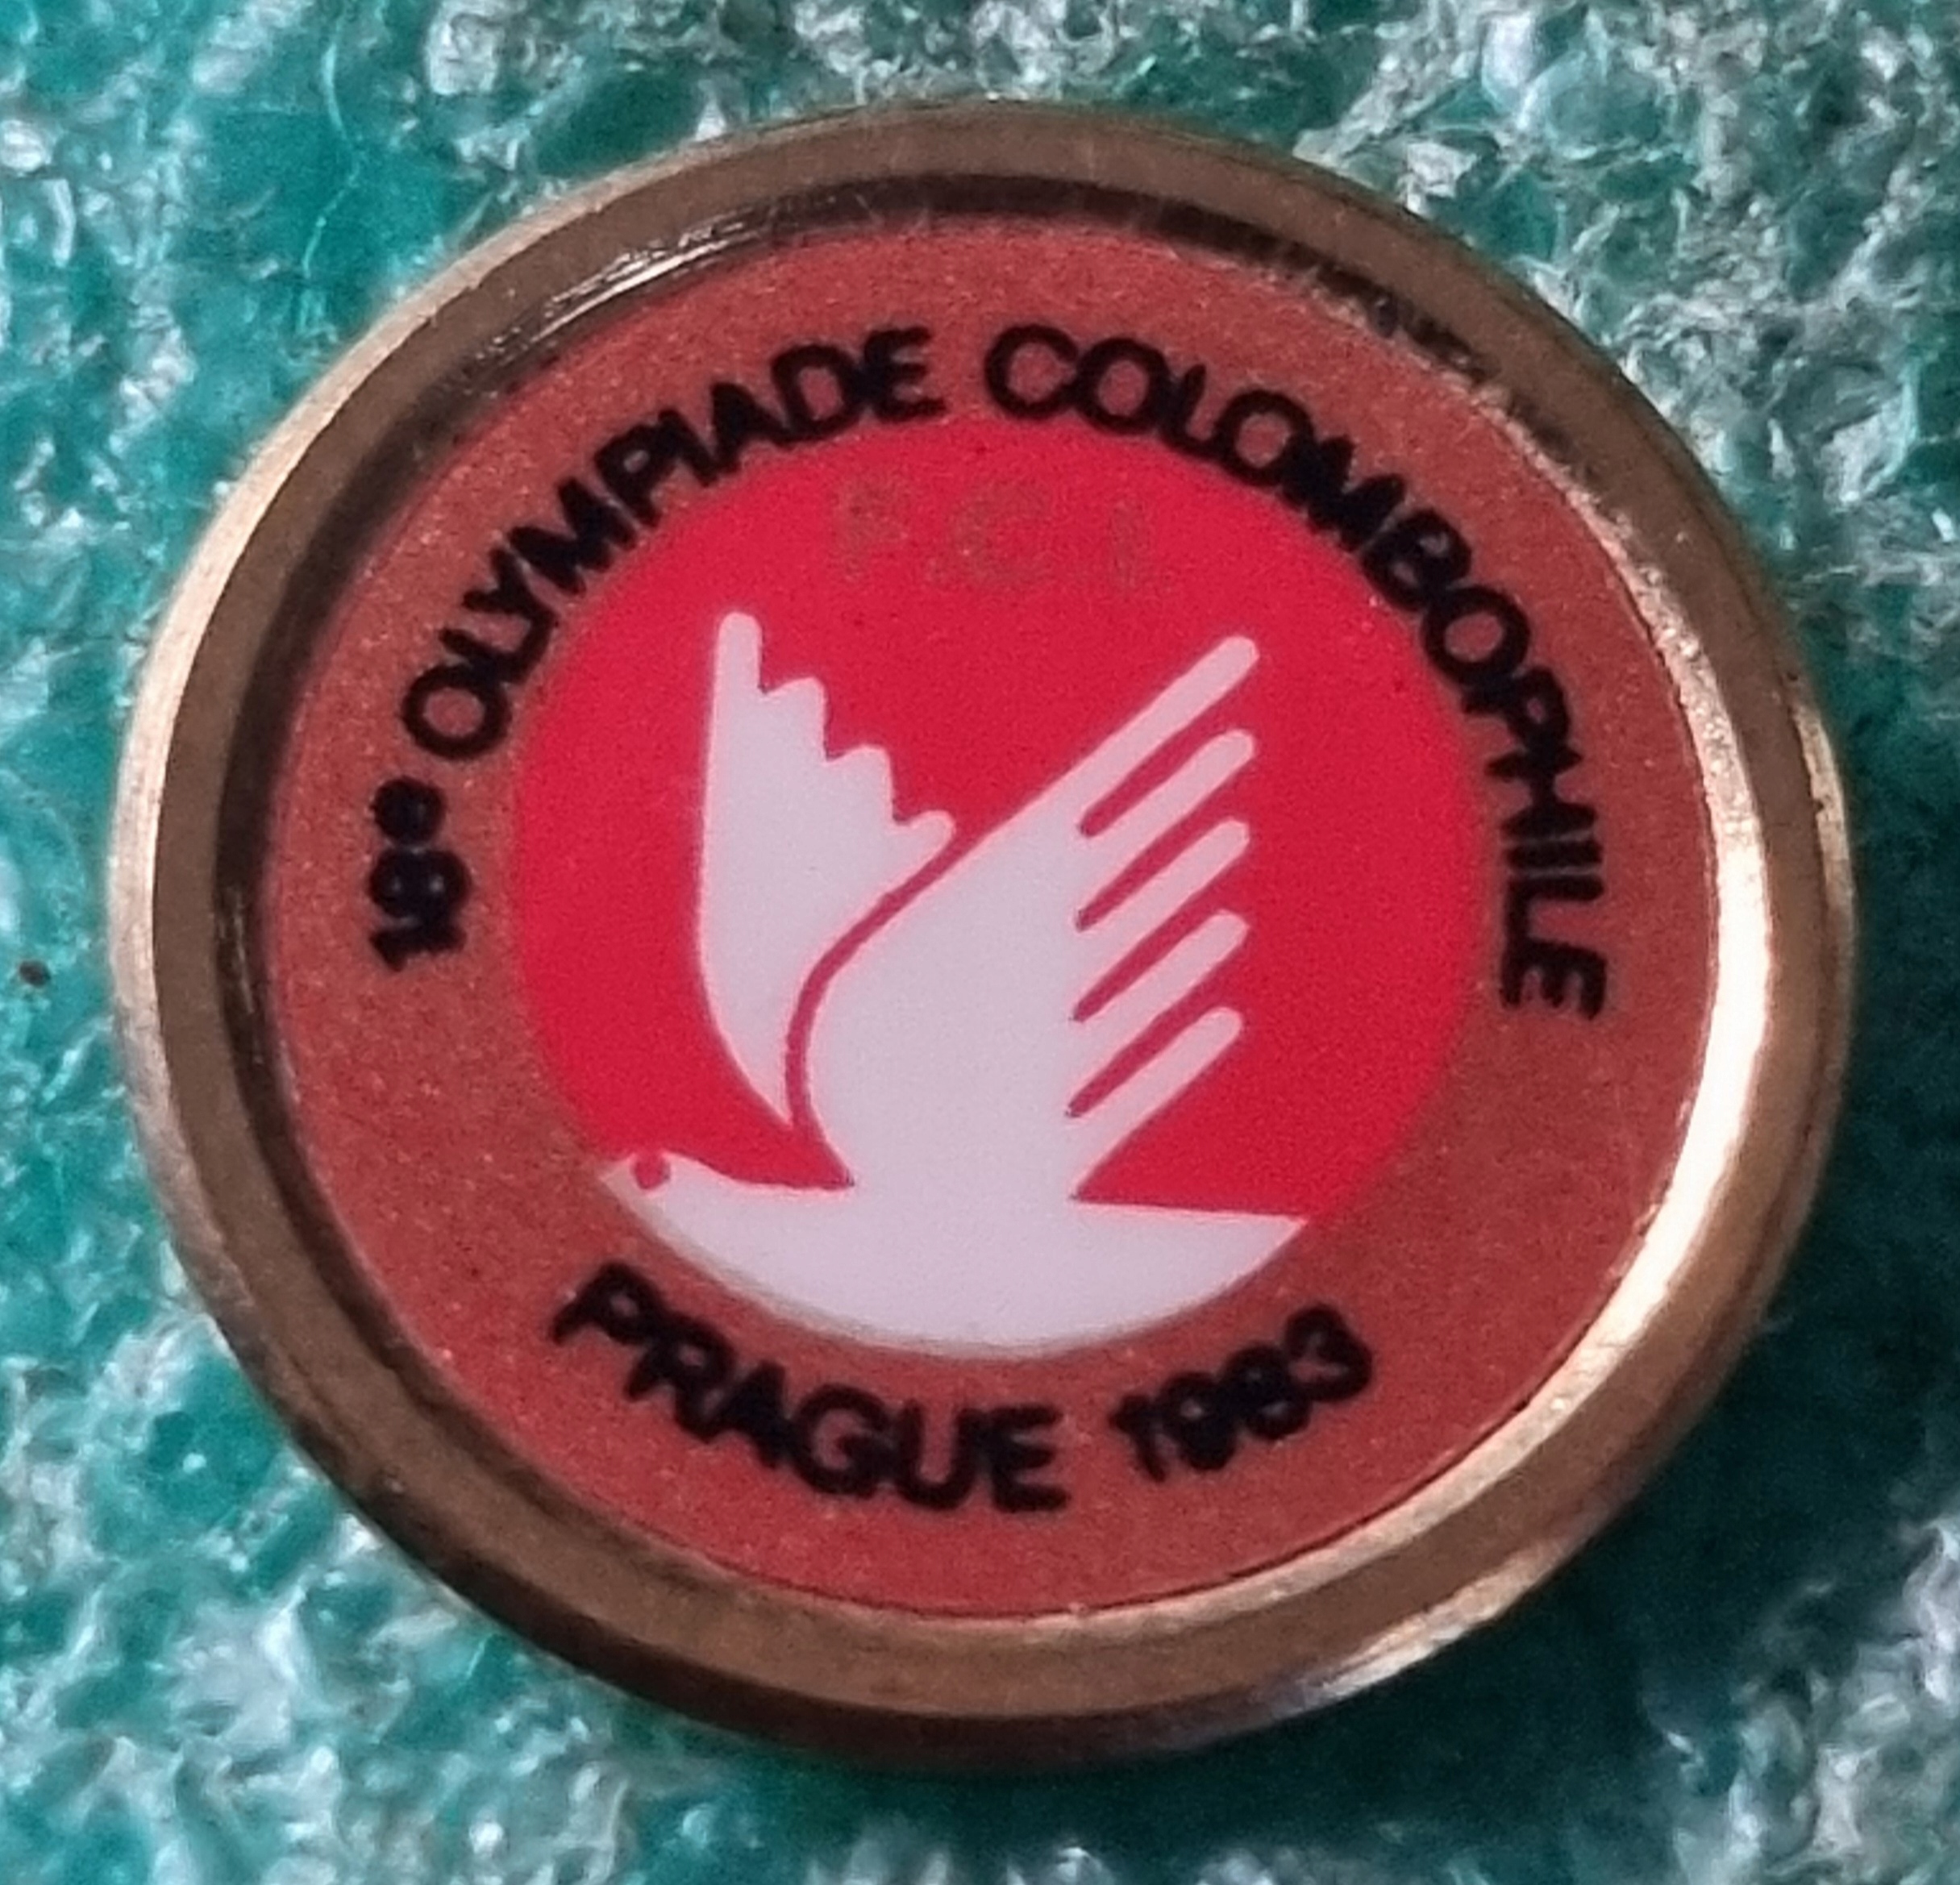 18e OLYMPIADE COLOMBOPHILE
F.C.I.
PRAGUE 1983